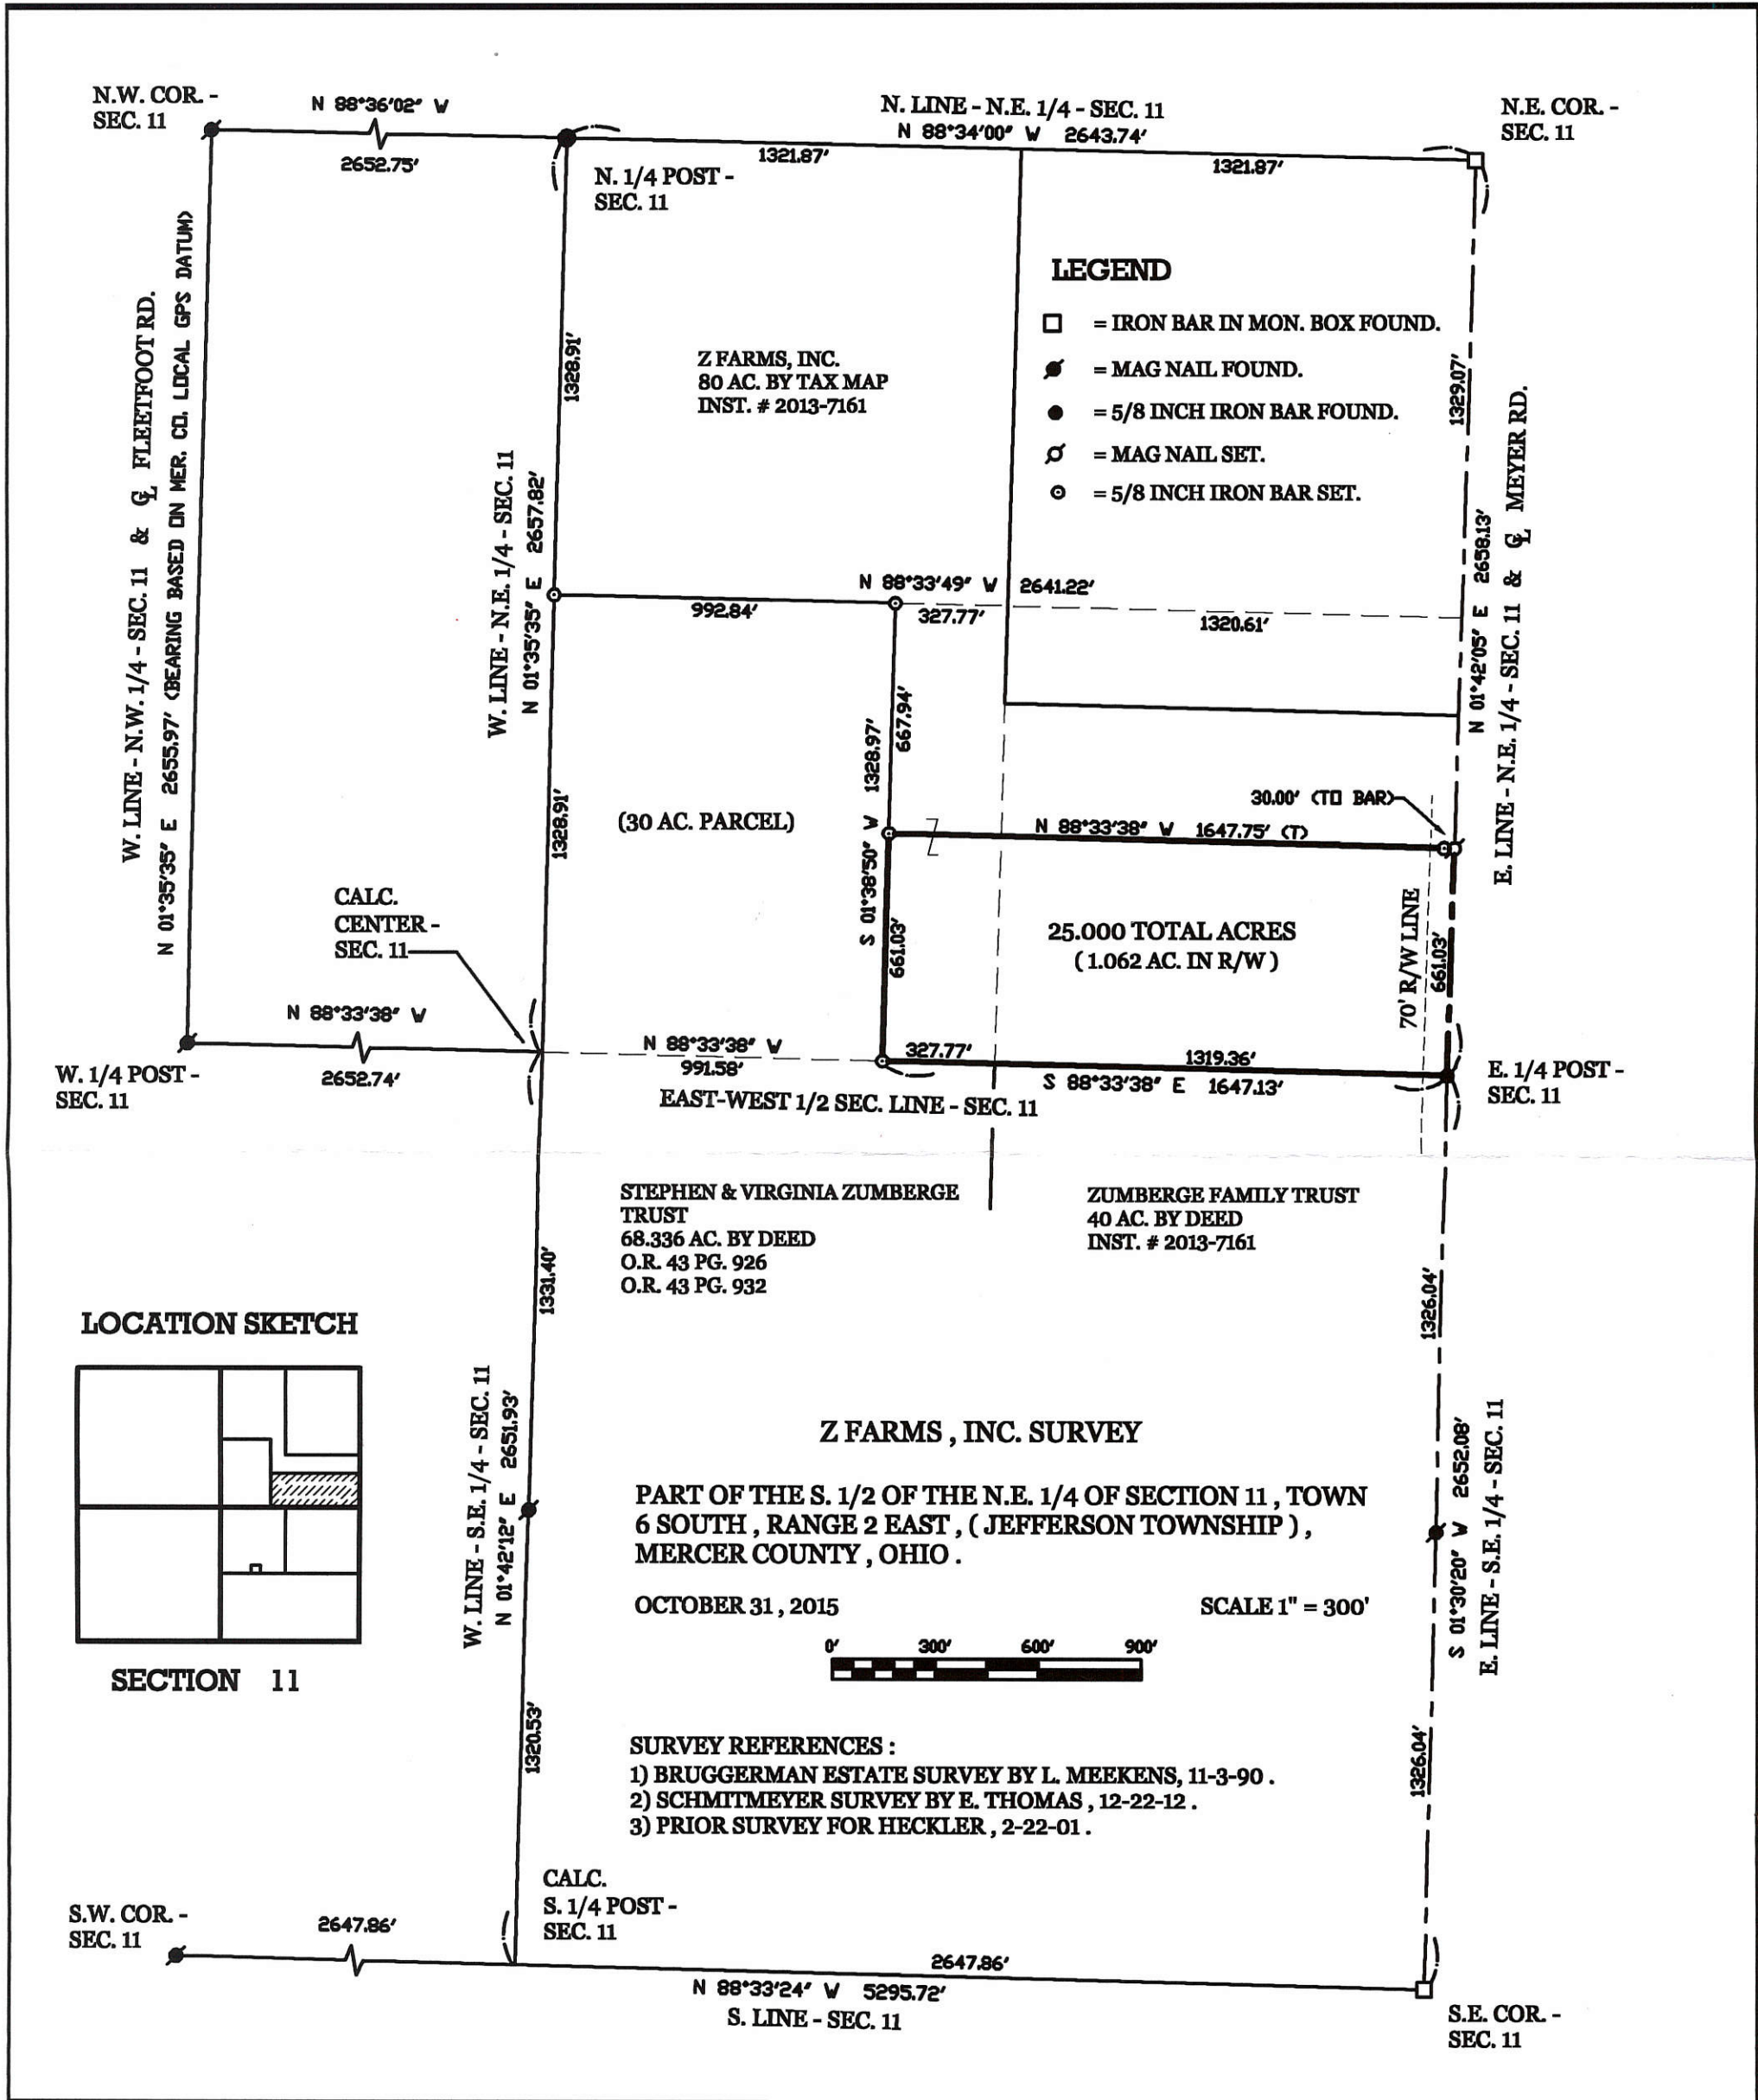 N.W. COR. -
SEC. 11
N 88°36'02" W
2652.75'
N. 1/4 POST -
SEC. 11
N. LINE - N.E. 1/4 - SEC. 11
N 88°34'00" W 2643.74'
1321.87'
1321.87'
N.E. COR. -
SEC. 11
W. LINE - N.W. 1/4 - SEC. 11 & ℄ FLEETFOOT RD.
N 01°35'35" E 2655.97' (BEARING BASED ON MER. CO. LOCAL GPS DATUM)
1328.91'
W. LINE - N.E. 1/4 - SEC. 11
N 01°35'35" E 2657.82'
1328.91'
Z FARMS, INC.
80 AC. BY TAX MAP
INST. # 2013-7161
LEGEND
= IRON BAR IN MON. BOX FOUND.
= MAG NAIL FOUND.
= 5/8 INCH IRON BAR FOUND.
= MAG NAIL SET.
= 5/8 INCH IRON BAR SET.
1329.07'
N 01°42'05" E 2658.13'
E. LINE - N.E. 1/4 - SEC. 11 & ℄ MEYER RD.
N 88°33'49" W 2641.22'
992.84'
327.77'
1320.61'
667.94'
S 01°38'50" W 1328.97'
661.03'
(30 AC. PARCEL)
30.00' (TO BAR)
N 88°33'38" W 1647.75' (T)
25.000 TOTAL ACRES
( 1.062 AC. IN R/W )
70' R/W LINE
661.03'
CALC.
CENTER -
SEC. 11
N 88°33'38" W
2652.74'
W. 1/4 POST -
SEC. 11
N 88°33'38" W
991.58'
327.77'
1319.36'
S 88°33'38" E 1647.13'
EAST-WEST 1/2 SEC. LINE - SEC. 11
E. 1/4 POST -
SEC. 11
STEPHEN & VIRGINIA ZUMBERGE
TRUST
68.336 AC. BY DEED
O.R. 43 PG. 926
O.R. 43 PG. 932
ZUMBERGE FAMILY TRUST
40 AC. BY DEED
INST. # 2013-7161
1331.40'
W. LINE - S.E. 1/4 - SEC. 11
N 01°42'12" E 2651.93'
1320.53'
1326.04'
S 01°30'20" W 2652.08'
E. LINE - S.E. 1/4 - SEC. 11
1326.04'
LOCATION SKETCH
SECTION 11
Z FARMS , INC. SURVEY
PART OF THE S. 1/2 OF THE N.E. 1/4 OF SECTION 11 , TOWN
6 SOUTH , RANGE 2 EAST , ( JEFFERSON TOWNSHIP ) ,
MERCER COUNTY , OHIO .
OCTOBER 31 , 2015
SCALE 1" = 300'
0' 300' 600' 900'
SURVEY REFERENCES :
1) BRUGGERMAN ESTATE SURVEY BY L. MEEKENS, 11-3-90 .
2) SCHMITMEYER SURVEY BY E. THOMAS , 12-22-12 .
3) PRIOR SURVEY FOR HECKLER , 2-22-01 .
CALC.
S. 1/4 POST -
SEC. 11
S.W. COR. -
SEC. 11
2647.86'
2647.86'
N 88°33'24" W 5295.72'
S. LINE - SEC. 11
S.E. COR. -
SEC. 11